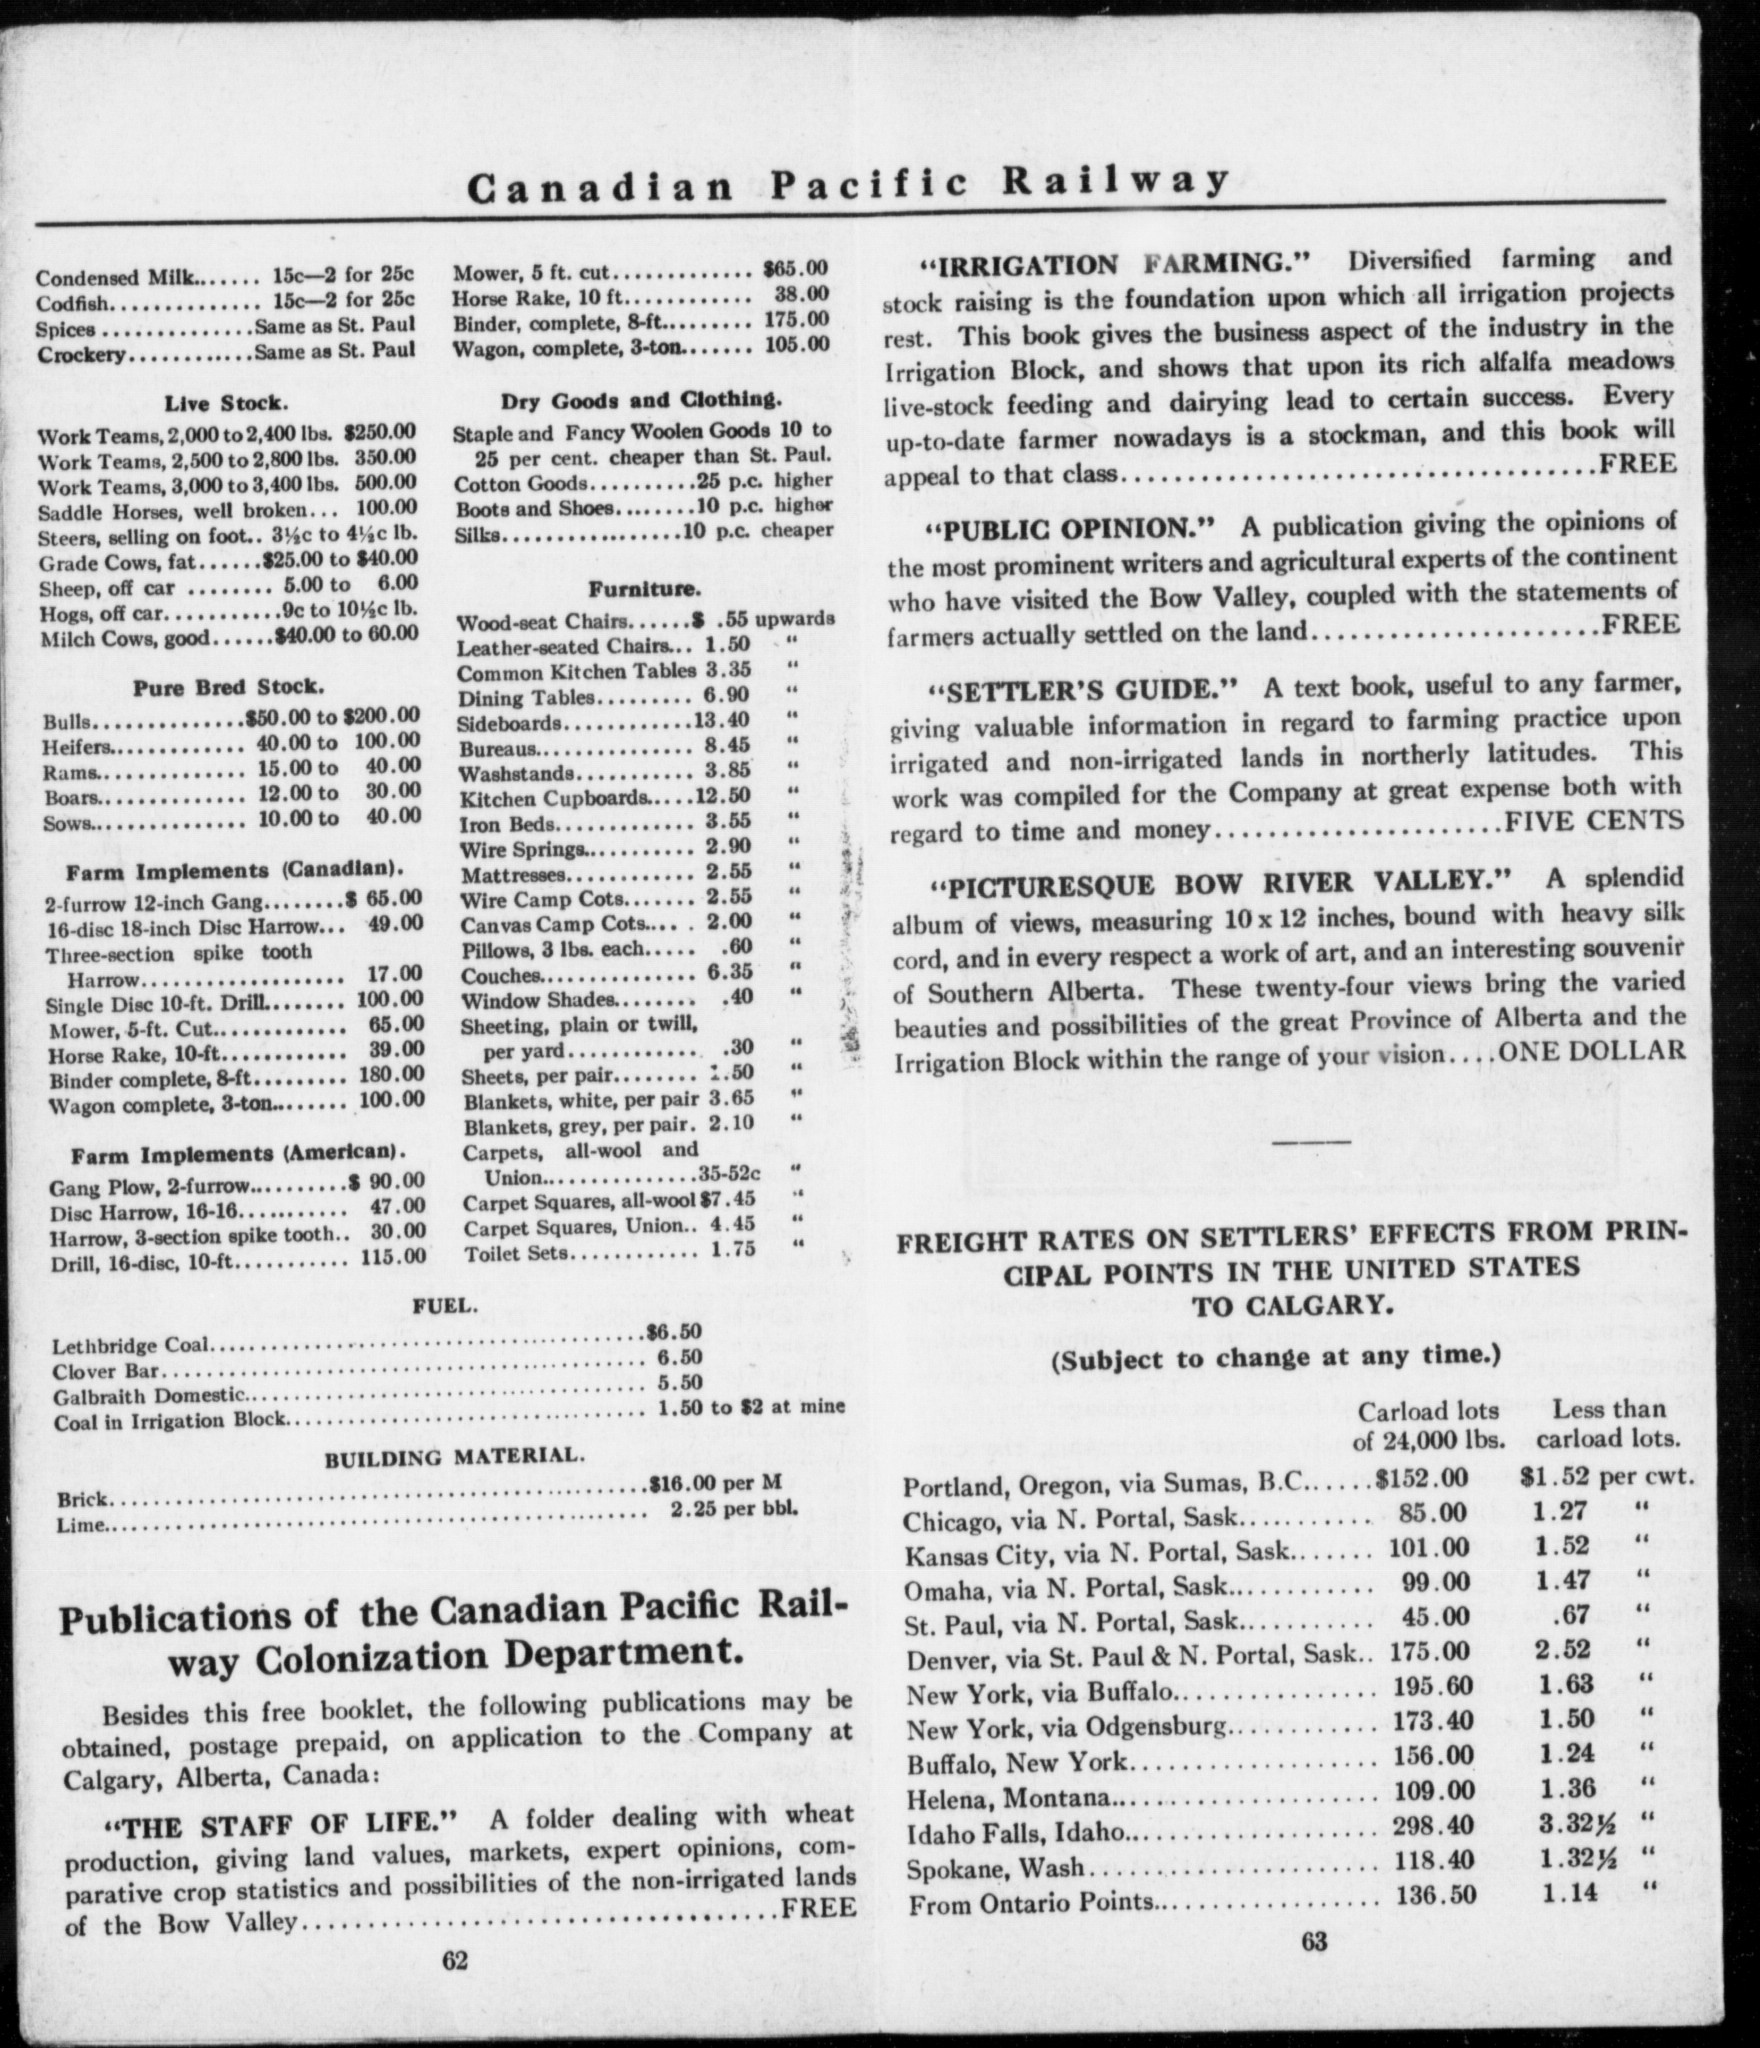 Canadian Pacific Railway
Condensed Milk....... 15c—2 for 25c
Codfish.............. 15c—2 for 25c
Spices..............Same as St. Paul
Crockery............Same as St. Paul
Live Stock.
Work Teams, 2,000 to 2,400 lbs. $250.00
Work Teams, 2,500 to 2,800 lbs. 350.00
Work Teams, 3,000 to 3,400 lbs. 500.00
Saddle Horses, well broken... 100.00
Steers, selling on foot.. 3½c to 4½c lb.
Grade Cows, fat......$25.00 to $40.00
Sheep, off car ........ 5.00 to 6.00
Hogs, off car...........9c to 10½c lb.
Milch Cows, good......$40.00 to 60.00
Pure Bred Stock.
Bulls..............$50.00 to $200.00
Heifers............ 40.00 to 100.00
Rams.............. 15.00 to 40.00
Boars.............. 12.00 to 30.00
Sows............... 10.00 to 40.00
Farm Implements (Canadian).
2-furrow 12-inch Gang........$ 65.00
16-disc 18-inch Disc Harrow... 49.00
Three-section spike tooth
Harrow................... 17.00
Single Disc 10-ft. Drill........ 100.00
Mower, 5-ft. Cut............. 65.00
Horse Rake, 10-ft............ 39.00
Binder complete, 8-ft......... 180.00
Wagon complete, 3-ton........ 100.00
Farm Implements (American).
Gang Plow, 2-furrow..........$ 90.00
Disc Harrow, 16-16........... 47.00
Harrow, 3-section spike tooth.. 30.00
Drill, 16-disc, 10-ft........... 115.00
Mower, 5 ft. cut............. $65.00
Horse Rake, 10 ft............ 38.00
Binder, complete, 8-ft......... 175.00
Wagon, complete, 3-ton....... 105.00
Dry Goods and Clothing.
Staple and Fancy Woolen Goods 10 to
25 per cent. cheaper than St. Paul.
Cotton Goods..........25 p.c. higher
Boots and Shoes........10 p.c. higher
Silks.................10 p.c. cheaper
Furniture.
Wood-seat Chairs......$ .55 upwards
Leather-seated Chairs... 1.50 "
Common Kitchen Tables 3.35 "
Dining Tables......... 6.90 "
Sideboards............13.40 "
Bureaus............... 8.45 "
Washstands........... 3.85 "
Kitchen Cupboards.....12.50 "
Iron Beds............. 3.55 "
Wire Springs........... 2.90 "
Mattresses............ 2.55 "
Wire Camp Cots....... 2.55 "
Canvas Camp Cots.... . 2.00 "
Pillows, 3 lbs. each..... .60 "
Couches............... 6.35 "
Window Shades........ .40 "
Sheeting, plain or twill,
per yard............ .30 "
Sheets, per pair........ 1.50 "
Blankets, white, per pair 3.65 "
Blankets, grey, per pair. 2.10 "
Carpets, all-wool and
Union...............35-52c "
Carpet Squares, all-wool $7.45 "
Carpet Squares, Union.. 4.45 "
Toilet Sets............ 1.75 "
FUEL.
Lethbridge Coal........................................$6.50
Clover Bar............................................. 6.50
Galbraith Domestic..................................... 5.50
Coal in Irrigation Block................................. 1.50 to $2 at mine
BUILDING MATERIAL.
Brick..................................................$16.00 per M
Lime................................................... 2.25 per bbl.
Publications of the Canadian Pacific Rail-
way Colonization Department.
Besides this free booklet, the following publications may be
obtained, postage prepaid, on application to the Company at
Calgary, Alberta, Canada:
"THE STAFF OF LIFE." A folder dealing with wheat
production, giving land values, markets, expert opinions, com-
parative crop statistics and possibilities of the non-irrigated lands
of the Bow Valley.....................................FREE
62
"IRRIGATION FARMING." Diversified farming and
stock raising is the foundation upon which all irrigation projects
rest. This book gives the business aspect of the industry in the
Irrigation Block, and shows that upon its rich alfalfa meadows
live-stock feeding and dairying lead to certain success. Every
up-to-date farmer nowadays is a stockman, and this book will
appeal to that class.....................................FREE
"PUBLIC OPINION." A publication giving the opinions of
the most prominent writers and agricultural experts of the continent
who have visited the Bow Valley, coupled with the statements of
farmers actually settled on the land......................FREE
"SETTLER'S GUIDE." A text book, useful to any farmer,
giving valuable information in regard to farming practice upon
irrigated and non-irrigated lands in northerly latitudes. This
work was compiled for the Company at great expense both with
regard to time and money......................FIVE CENTS
"PICTURESQUE BOW RIVER VALLEY." A splendid
album of views, measuring 10 x 12 inches, bound with heavy silk
cord, and in every respect a work of art, and an interesting souvenir
of Southern Alberta. These twenty-four views bring the varied
beauties and possibilities of the great Province of Alberta and the
Irrigation Block within the range of your vision....ONE DOLLAR
FREIGHT RATES ON SETTLERS' EFFECTS FROM PRIN-
CIPAL POINTS IN THE UNITED STATES
TO CALGARY.
(Subject to change at any time.)
Carload lots Less than
of 24,000 lbs. carload lots.
Portland, Oregon, via Sumas, B.C......$152.00 $1.52 per cwt.
Chicago, via N. Portal, Sask........... 85.00 1.27 "
Kansas City, via N. Portal, Sask....... 101.00 1.52 "
Omaha, via N. Portal, Sask............ 99.00 1.47 "
St. Paul, via N. Portal, Sask........... 45.00 .67 "
Denver, via St. Paul & N. Portal, Sask.. 175.00 2.52 "
New York, via Buffalo................. 195.60 1.63 "
New York, via Odgensburg............. 173.40 1.50 "
Buffalo, New York.................... 156.00 1.24 "
Helena, Montana...................... 109.00 1.36 "
Idaho Falls, Idaho.................... 298.40 3.32½ "
Spokane, Wash....................... 118.40 1.32½ "
From Ontario Points................... 136.50 1.14 "
63